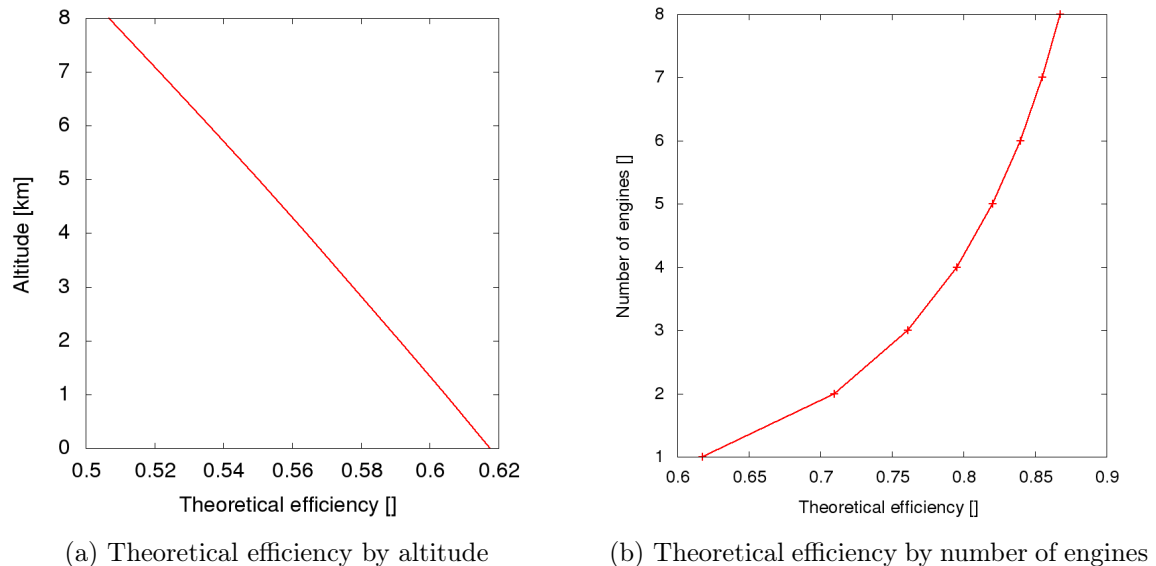 8
7
6
5
4
3
2
1
0
Altitude [km]
0.5 0.52 0.54 0.56 0.58 0.6 0.62
Theoretical efficiency []
(a) Theoretical efficiency by altitude
8
7
6
5
4
3
2
1
Number of engines []
0.6 0.65 0.7 0.75 0.8 0.85 0.9
Theoretical efficiency []
(b) Theoretical efficiency by number of engines